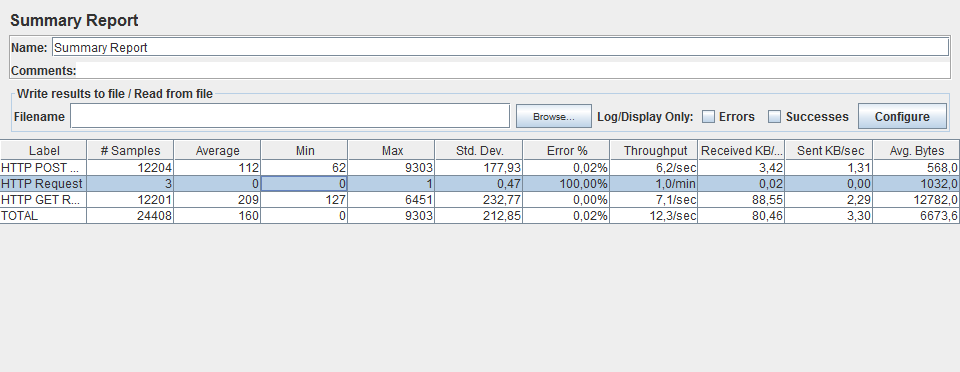 Summary Report
Name: Summary Report
Comments:
Write results to file / Read from file
Filename Browse... Log/Display Only: Errors Successes Configure
Label # Samples Average Min Max Std. Dev. Error % Throughput Received KB/... Sent KB/sec Avg. Bytes
HTTP POST ... 12204 112 62 9303 177,93 0,02% 6,2/sec 3,42 1,31 568,0
HTTP Request 3 0 0 1 0,47 100,00% 1,0/min 0,02 0,00 1032,0
HTTP GET R... 12201 209 127 6451 232,77 0,00% 7,1/sec 88,55 2,29 12782,0
TOTAL 24408 160 0 9303 212,85 0,02% 12,3/sec 80,46 3,30 6673,6